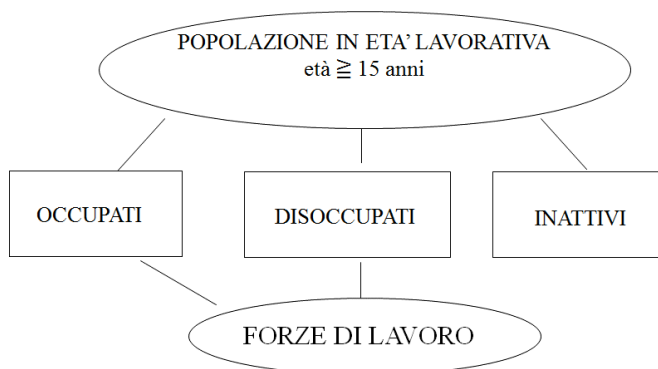 POPOLAZIONE IN ETA' LAVORATIVA
età ≧ 15 anni
OCCUPATI
DISOCCUPATI
INATTIVI
FORZE DI LAVORO